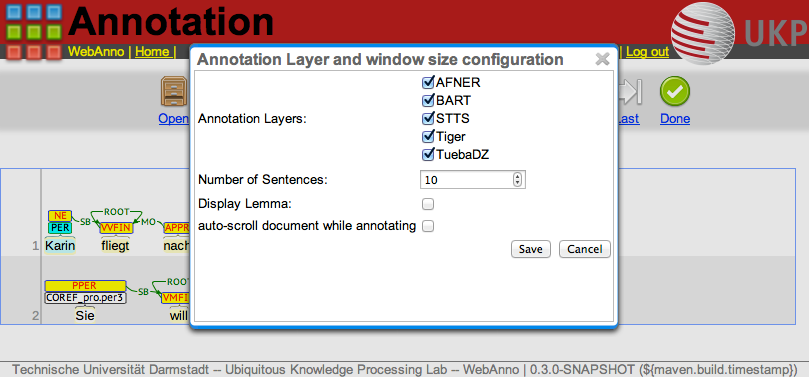 Annotation
UKP
WebAnno | Home |
| Log out
Annotation Layer and window size configuration
Open
Last
Done
Annotation Layers:
AFNER
BART
STTS
Tiger
TuebaDZ
Number of Sentences: 10
Display Lemma:
auto-scroll document while annotating
Save Cancel
ROOT
NE SB VVFIN MO APPR
PER
1 Karin fliegt nach
ROOT
PPER SB VMFIN
COREF_pro.per3
2 Sie will
Technische Universität Darmstadt -- Ubiquitous Knowledge Processing Lab -- WebAnno | 0.3.0-SNAPSHOT (${maven.build.timestamp})